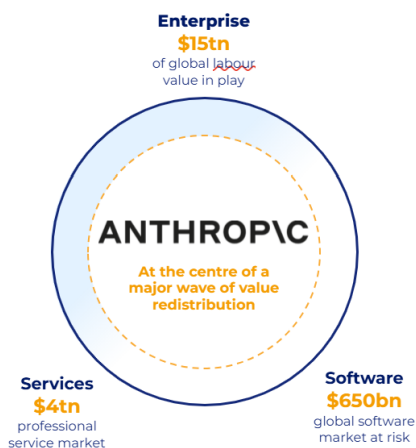 Enterprise
$15tn
of global labour
value in play
ANTHROP\C
At the centre of a
major wave of value
redistribution
Services
$4tn
professional
service market
Software
$650bn
global software
market at risk